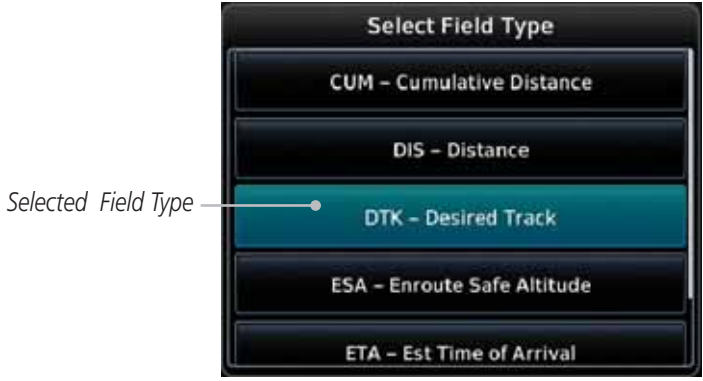 Select Field Type
CUM – Cumulative Distance
DIS – Distance
Selected Field Type
DTK – Desired Track
ESA – Enroute Safe Altitude
ETA – Est Time of Arrival